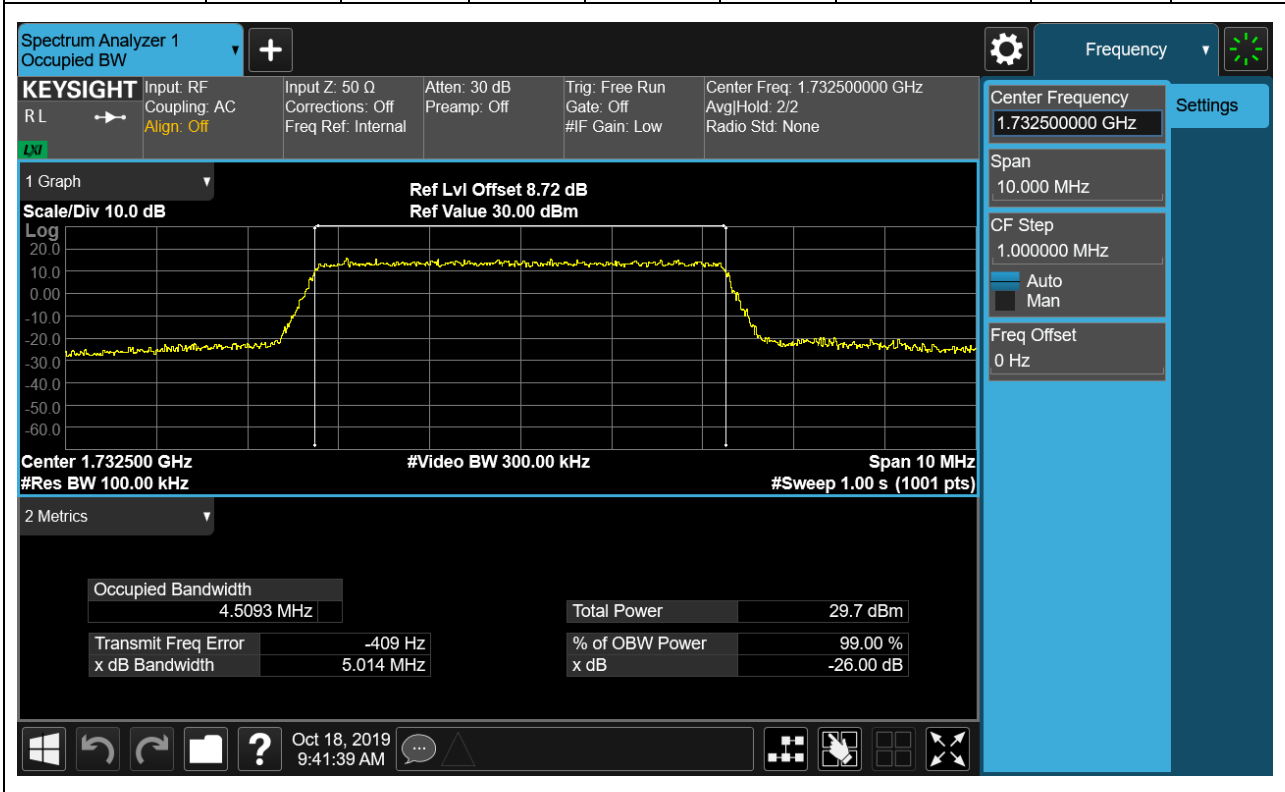 Spectrum Analyzer 1
Occupied BW
Frequency
KEYSIGHT
RL
LXI
Input: RF
Coupling: AC
Align: Off
Input Z: 50 Ω
Corrections: Off
Freq Ref: Internal
Atten: 30 dB
Preamp: Off
Trig: Free Run
Gate: Off
#IF Gain: Low
Center Freq: 1.732500000 GHz
Avg|Hold: 2/2
Radio Std: None
Center Frequency
1.732500000 GHz
Settings
Span
10.000 MHz
CF Step
1.000000 MHz
Auto
Man
Freq Offset
0 Hz
1 Graph
Scale/Div 10.0 dB
Ref Lvl Offset 8.72 dB
Ref Value 30.00 dBm
Log
20.0
10.0
0.00
-10.0
-20.0
-30.0
-40.0
-50.0
-60.0
Center 1.732500 GHz
#Video BW 300.00 kHz
Span 10 MHz
#Res BW 100.00 kHz
#Sweep 1.00 s (1001 pts)
2 Metrics
Occupied Bandwidth
4.5093 MHz
Total Power 29.7 dBm
Transmit Freq Error -409 Hz
% of OBW Power 99.00 %
x dB Bandwidth 5.014 MHz
x dB -26.00 dB
Oct 18, 2019
9:41:39 AM